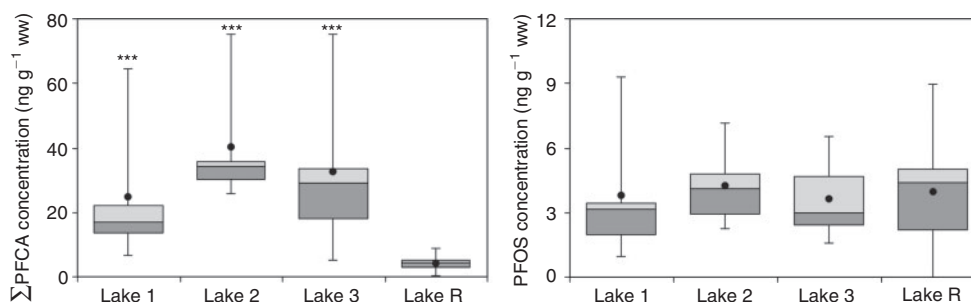 ∑PFCA concentration (ng g⁻¹ ww)
80
60
40
20
0
***
***
***
Lake 1
Lake 2
Lake 3
Lake R
PFOS concentration (ng g⁻¹ ww)
12
9
6
3
0
Lake 1
Lake 2
Lake 3
Lake R